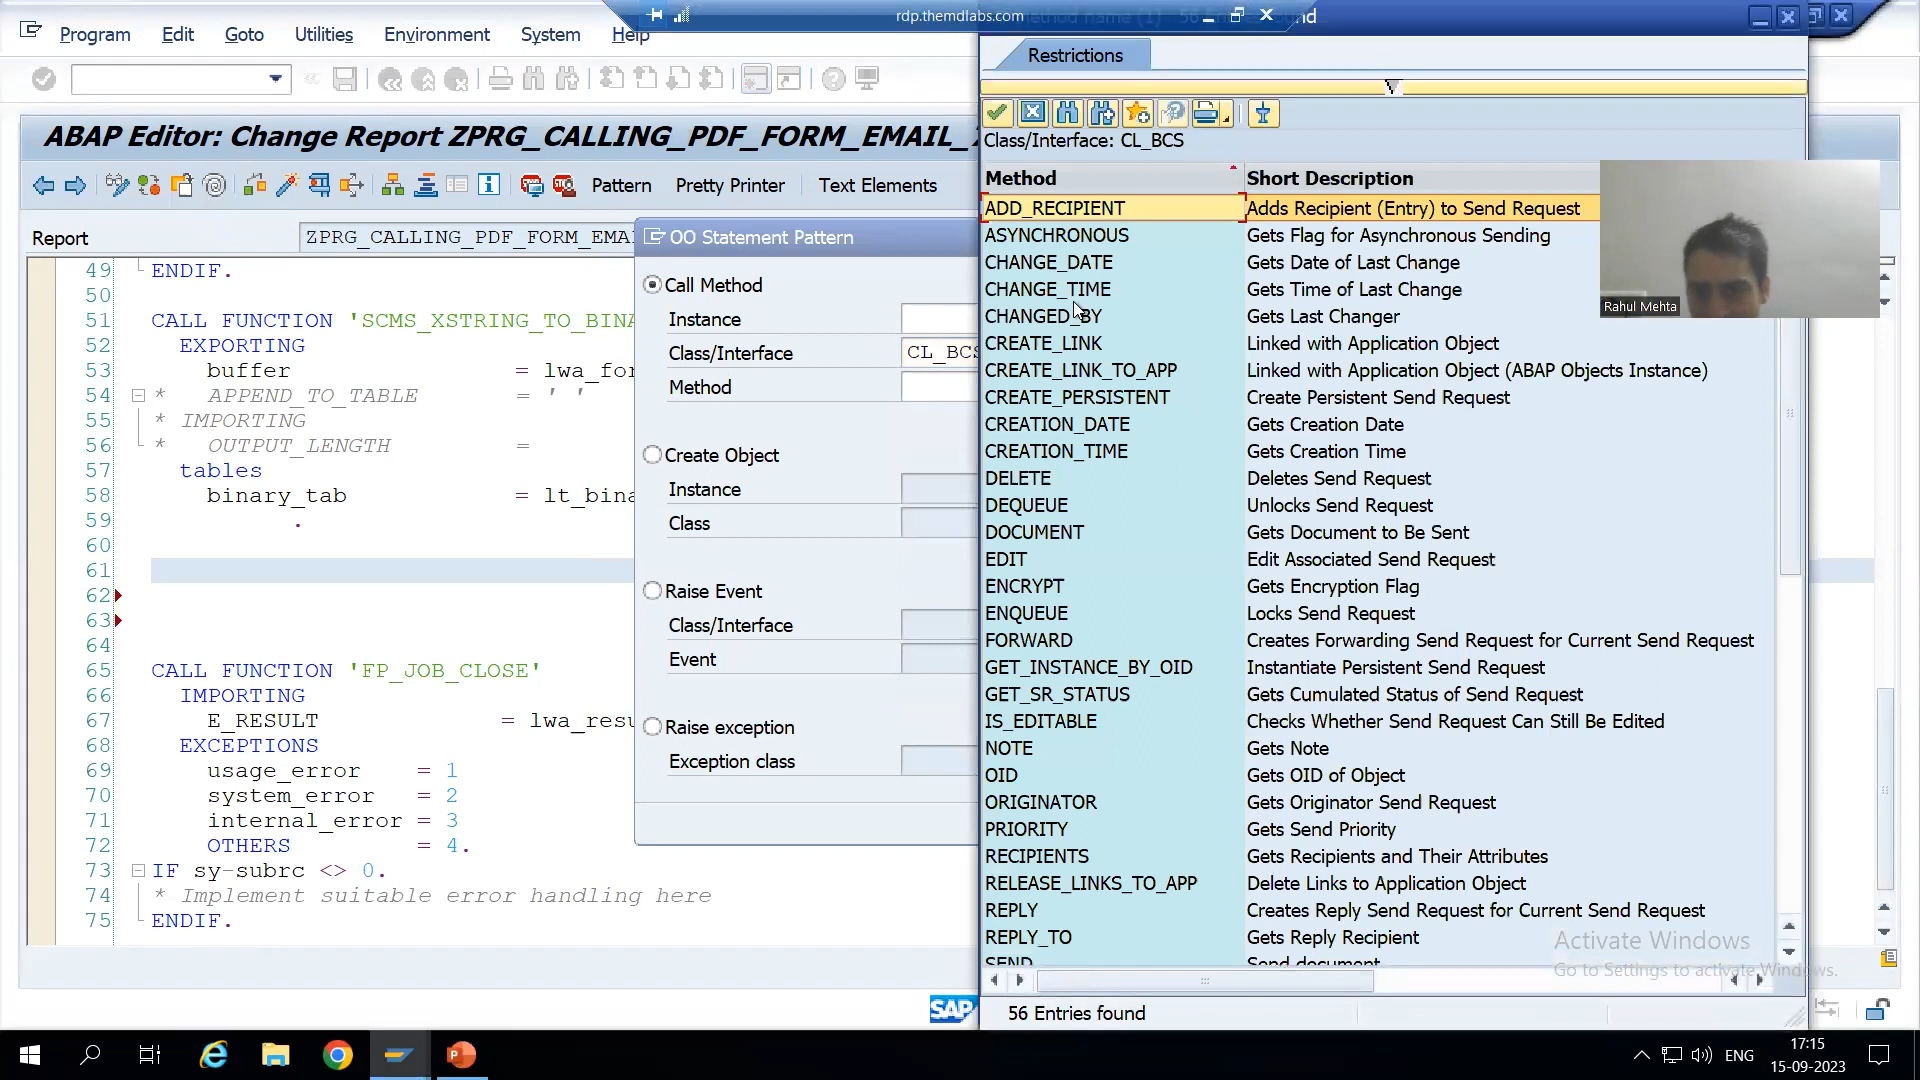 rdp.themdlabs.com
ethod name (1) 56 Entries found
Program Edit Goto Utilities Environment System Help
ABAP Editor: Change Report ZPRG_CALLING_PDF_FORM_EMAIL_
Pattern Pretty Printer Text Elements
Report ZPRG_CALLING_PDF_FORM_EMAI
49 ENDIF.
50
51 CALL FUNCTION 'SCMS_XSTRING_TO_BINA
52 EXPORTING
53 buffer = lwa_for
54 * APPEND_TO_TABLE = ' '
55 * IMPORTING
56 * OUTPUT_LENGTH =
57 tables
58 binary_tab = lt_bina
59 .
60
61
62
63
64
65 CALL FUNCTION 'FP_JOB_CLOSE'
66 IMPORTING
67 E_RESULT = lwa_resu
68 EXCEPTIONS
69 usage_error = 1
70 system_error = 2
71 internal_error = 3
72 OTHERS = 4.
73 IF sy-subrc <> 0.
74 * Implement suitable error handling here
75 ENDIF.
OO Statement Pattern
Call Method
Instance
Class/Interface CL_BCS
Method
Create Object
Instance
Class
Raise Event
Class/Interface
Event
Raise exception
Exception class
Restrictions
Class/Interface: CL_BCS
Method Short Description
ADD_RECIPIENT Adds Recipient (Entry) to Send Request
ASYNCHRONOUS Gets Flag for Asynchronous Sending
CHANGE_DATE Gets Date of Last Change
CHANGE_TIME Gets Time of Last Change
CHANGED_BY Gets Last Changer
CREATE_LINK Linked with Application Object
CREATE_LINK_TO_APP Linked with Application Object (ABAP Objects Instance)
CREATE_PERSISTENT Create Persistent Send Request
CREATION_DATE Gets Creation Date
CREATION_TIME Gets Creation Time
DELETE Deletes Send Request
DEQUEUE Unlocks Send Request
DOCUMENT Gets Document to Be Sent
EDIT Edit Associated Send Request
ENCRYPT Gets Encryption Flag
ENQUEUE Locks Send Request
FORWARD Creates Forwarding Send Request for Current Send Request
GET_INSTANCE_BY_OID Instantiate Persistent Send Request
GET_SR_STATUS Gets Cumulated Status of Send Request
IS_EDITABLE Checks Whether Send Request Can Still Be Edited
NOTE Gets Note
OID Gets OID of Object
ORIGINATOR Gets Originator Send Request
PRIORITY Gets Send Priority
RECIPIENTS Gets Recipients and Their Attributes
RELEASE_LINKS_TO_APP Delete Links to Application Object
REPLY Creates Reply Send Request for Current Send Request
REPLY_TO Gets Reply Recipient
SEND Send document
56 Entries found
Rahul Mehta
Activate Windows
Go to Settings to activate Windows.
SAP
ENG
17:15
15-09-2023